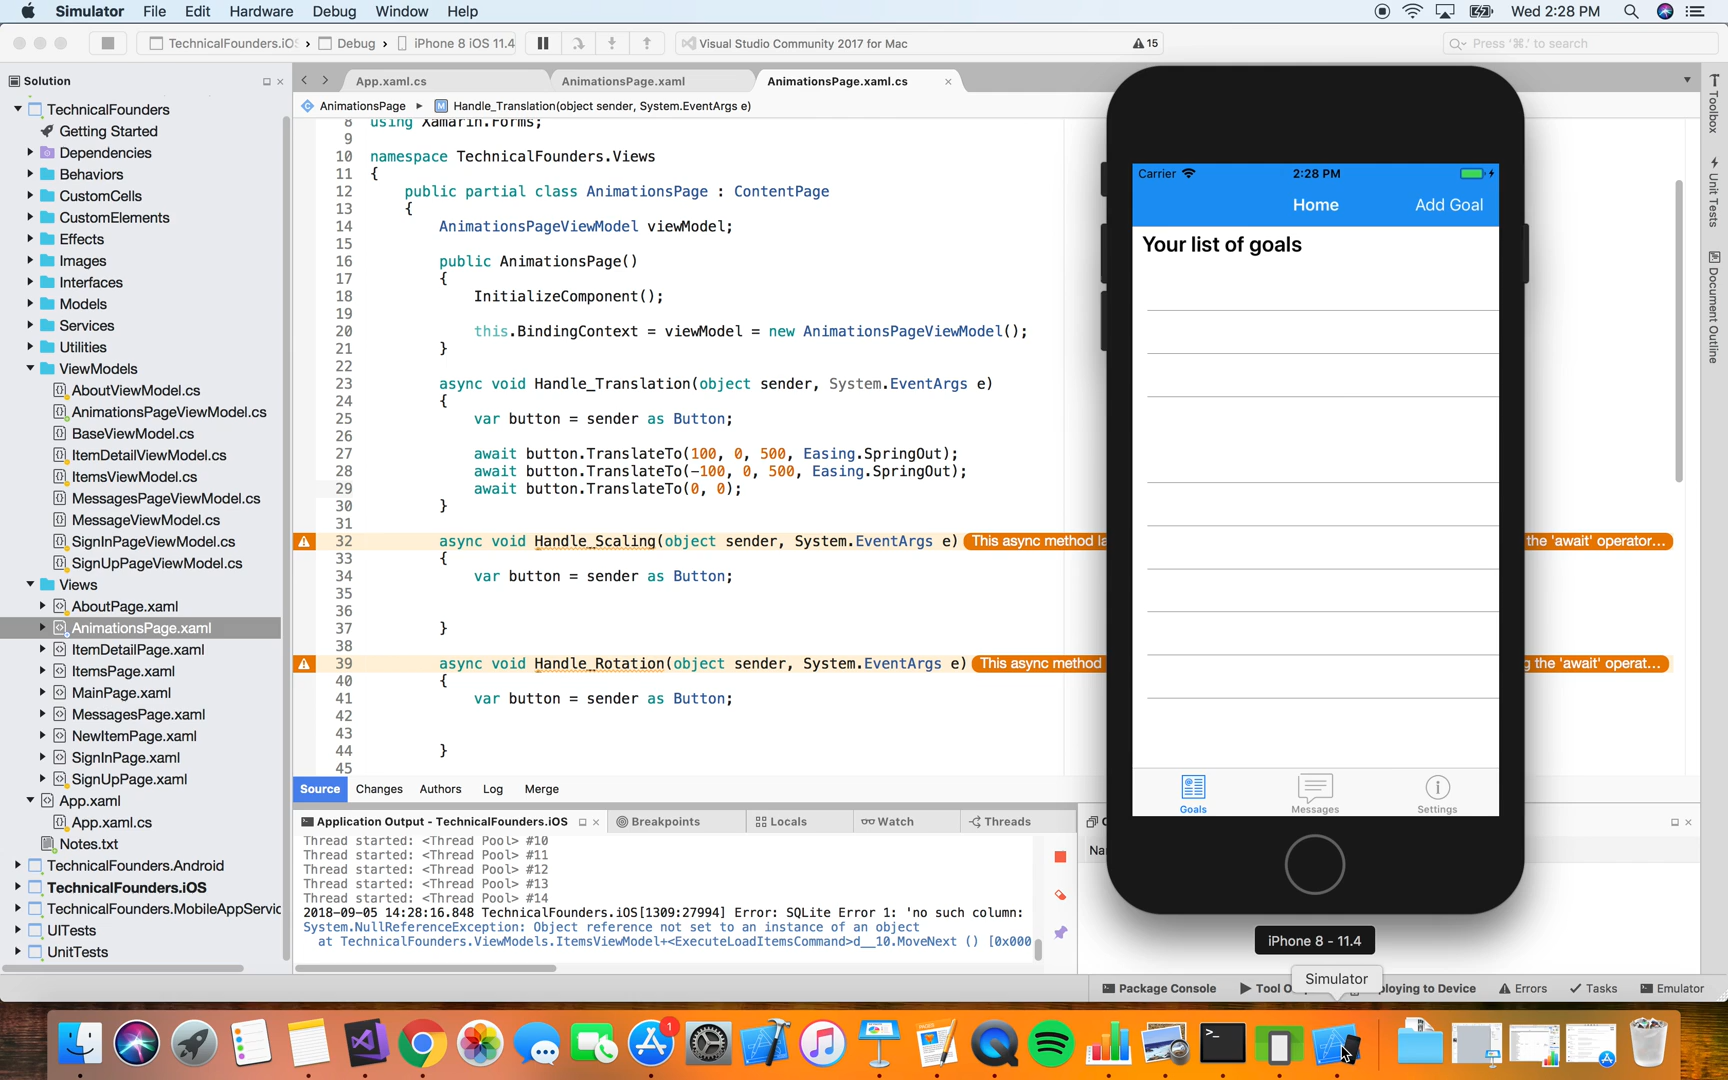 Simulator File Edit Hardware Debug Window Help
Wed 2:28 PM
TechnicalFounders.iO
Debug
iPhone 8 iOS 11.4
Visual Studio Community 2017 for Mac
15
Press '⌘.' to search
Solution
App.xaml.cs
AnimationsPage.xaml
AnimationsPage.xaml.cs
AnimationsPage
Handle_Translation(object sender, System.EventArgs e)
TechnicalFounders
Getting Started
Dependencies
Behaviors
CustomCells
CustomElements
Effects
Images
Interfaces
Models
Services
Utilities
ViewModels
AboutViewModel.cs
AnimationsPageViewModel.cs
BaseViewModel.cs
ItemDetailViewModel.cs
ItemsViewModel.cs
MessagesPageViewModel.cs
MessageViewModel.cs
SignInPageViewModel.cs
SignUpPageViewModel.cs
Views
AboutPage.xaml
AnimationsPage.xaml
ItemDetailPage.xaml
ItemsPage.xaml
MainPage.xaml
MessagesPage.xaml
NewItemPage.xaml
SignInPage.xaml
SignUpPage.xaml
App.xaml
App.xaml.cs
Notes.txt
TechnicalFounders.Android
TechnicalFounders.iOS
TechnicalFounders.MobileAppServic
UITests
UnitTests
8 using Xamarin.Forms;
9
10 namespace TechnicalFounders.Views
11 {
12 public partial class AnimationsPage : ContentPage
13 {
14 AnimationsPageViewModel viewModel;
15
16 public AnimationsPage()
17 {
18 InitializeComponent();
19
20 this.BindingContext = viewModel = new AnimationsPageViewModel();
21 }
22
23 async void Handle_Translation(object sender, System.EventArgs e)
24 {
25 var button = sender as Button;
26
27 await button.TranslateTo(100, 0, 500, Easing.SpringOut);
28 await button.TranslateTo(-100, 0, 500, Easing.SpringOut);
29 await button.TranslateTo(0, 0);
30 }
31
32 async void Handle_Scaling(object sender, System.EventArgs e) This async method la the 'await' operator...
33 {
34 var button = sender as Button;
35
36
37 }
38
39 async void Handle_Rotation(object sender, System.EventArgs e) This async method g the 'await' operat...
40 {
41 var button = sender as Button;
42
43
44 }
45
Source Changes Authors Log Merge
Application Output - TechnicalFounders.iOS
Breakpoints
Locals
Watch
Threads
C
Na
Thread started: <Thread Pool> #10
Thread started: <Thread Pool> #11
Thread started: <Thread Pool> #12
Thread started: <Thread Pool> #13
Thread started: <Thread Pool> #14
2018-09-05 14:28:16.848 TechnicalFounders.iOS[1309:27994] Error: SQLite Error 1: 'no such column:
System.NullReferenceException: Object reference not set to an instance of an object
at TechnicalFounders.ViewModels.ItemsViewModel+<ExecuteLoadItemsCommand>d__10.MoveNext () [0x000
Carrier
2:28 PM
Home
Add Goal
Your list of goals
Goals
Messages
Settings
iPhone 8 - 11.4
Simulator
Toolbox
Unit Tests
Document Outline
Package Console
Tool O
ploying to Device
Errors
Tasks
Emulator
1